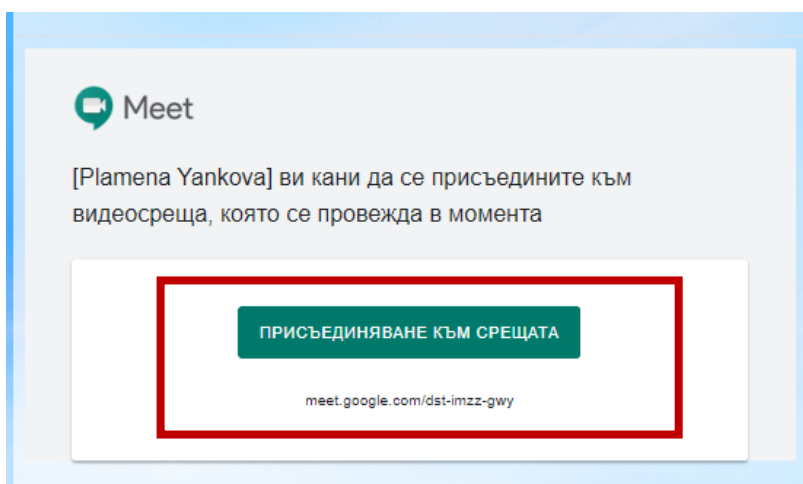 Meet
[Plamena Yankova] ви кани да се присъедините към
видеосреща, която се провежда в момента
ПРИСЪЕДИНЯВАНЕ КЪМ СРЕЩАТА
meet.google.com/dst-imzz-gwy